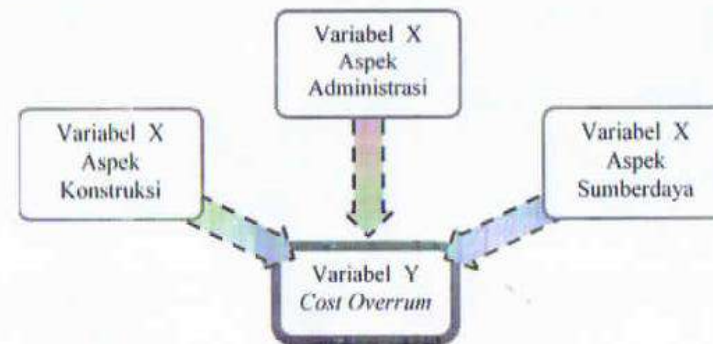 Variabel X
Aspek
Administrasi
Variabel X
Aspek
Konstruksi
Variabel X
Aspek
Sumberdaya
Variabel Y
Cost Overrum